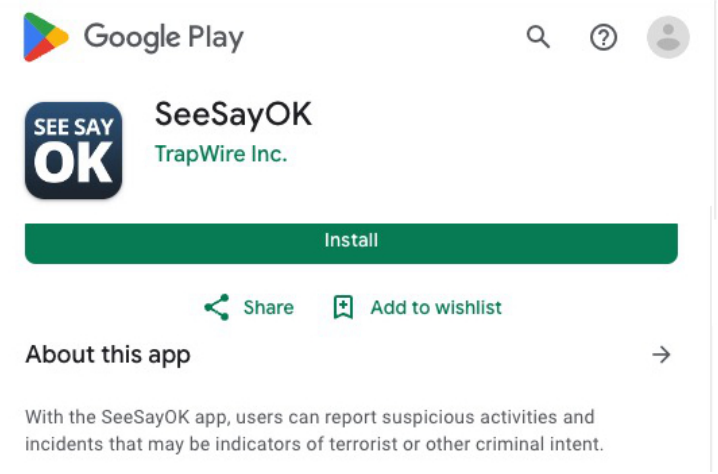 Google Play
SEE SAY
OK
SeeSayOK
TrapWire Inc.
Install
Share
Add to wishlist
About this app
With the SeeSayOK app, users can report suspicious activities and
incidents that may be indicators of terrorist or other criminal intent.